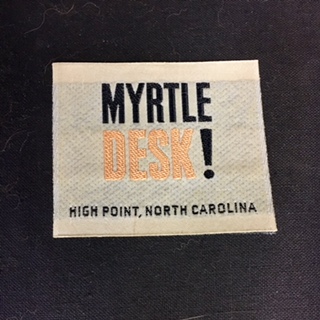 MYRTLE
DESK!
HIGH POINT, NORTH CAROLINA